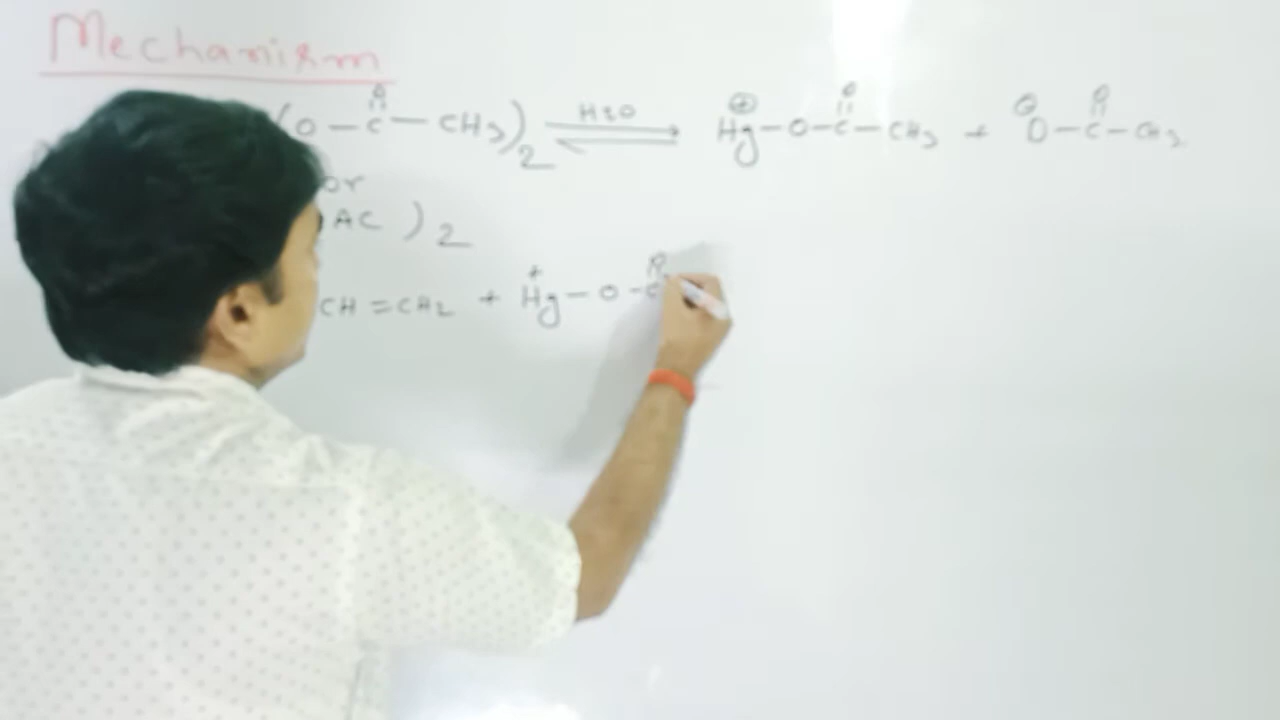 Mechanism
O O O
(O — C — CH3)2 ⇌ H2O ⊕ Hg — O — C — CH3 + ⊖ O — C — CH3
or
AC )2
CH = CH2 + Hg+ — O - C